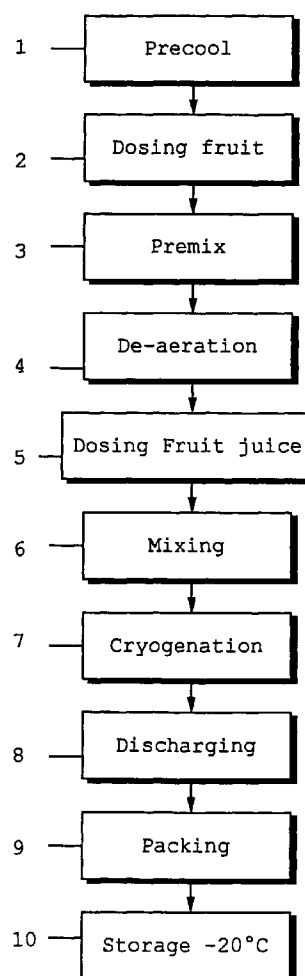 1 Precool
2 Dosing fruit
3 Premix
4 De-aeration
5 Dosing Fruit juice
6 Mixing
7 Cryogenation
8 Discharging
9 Packing
10 Storage -20°C